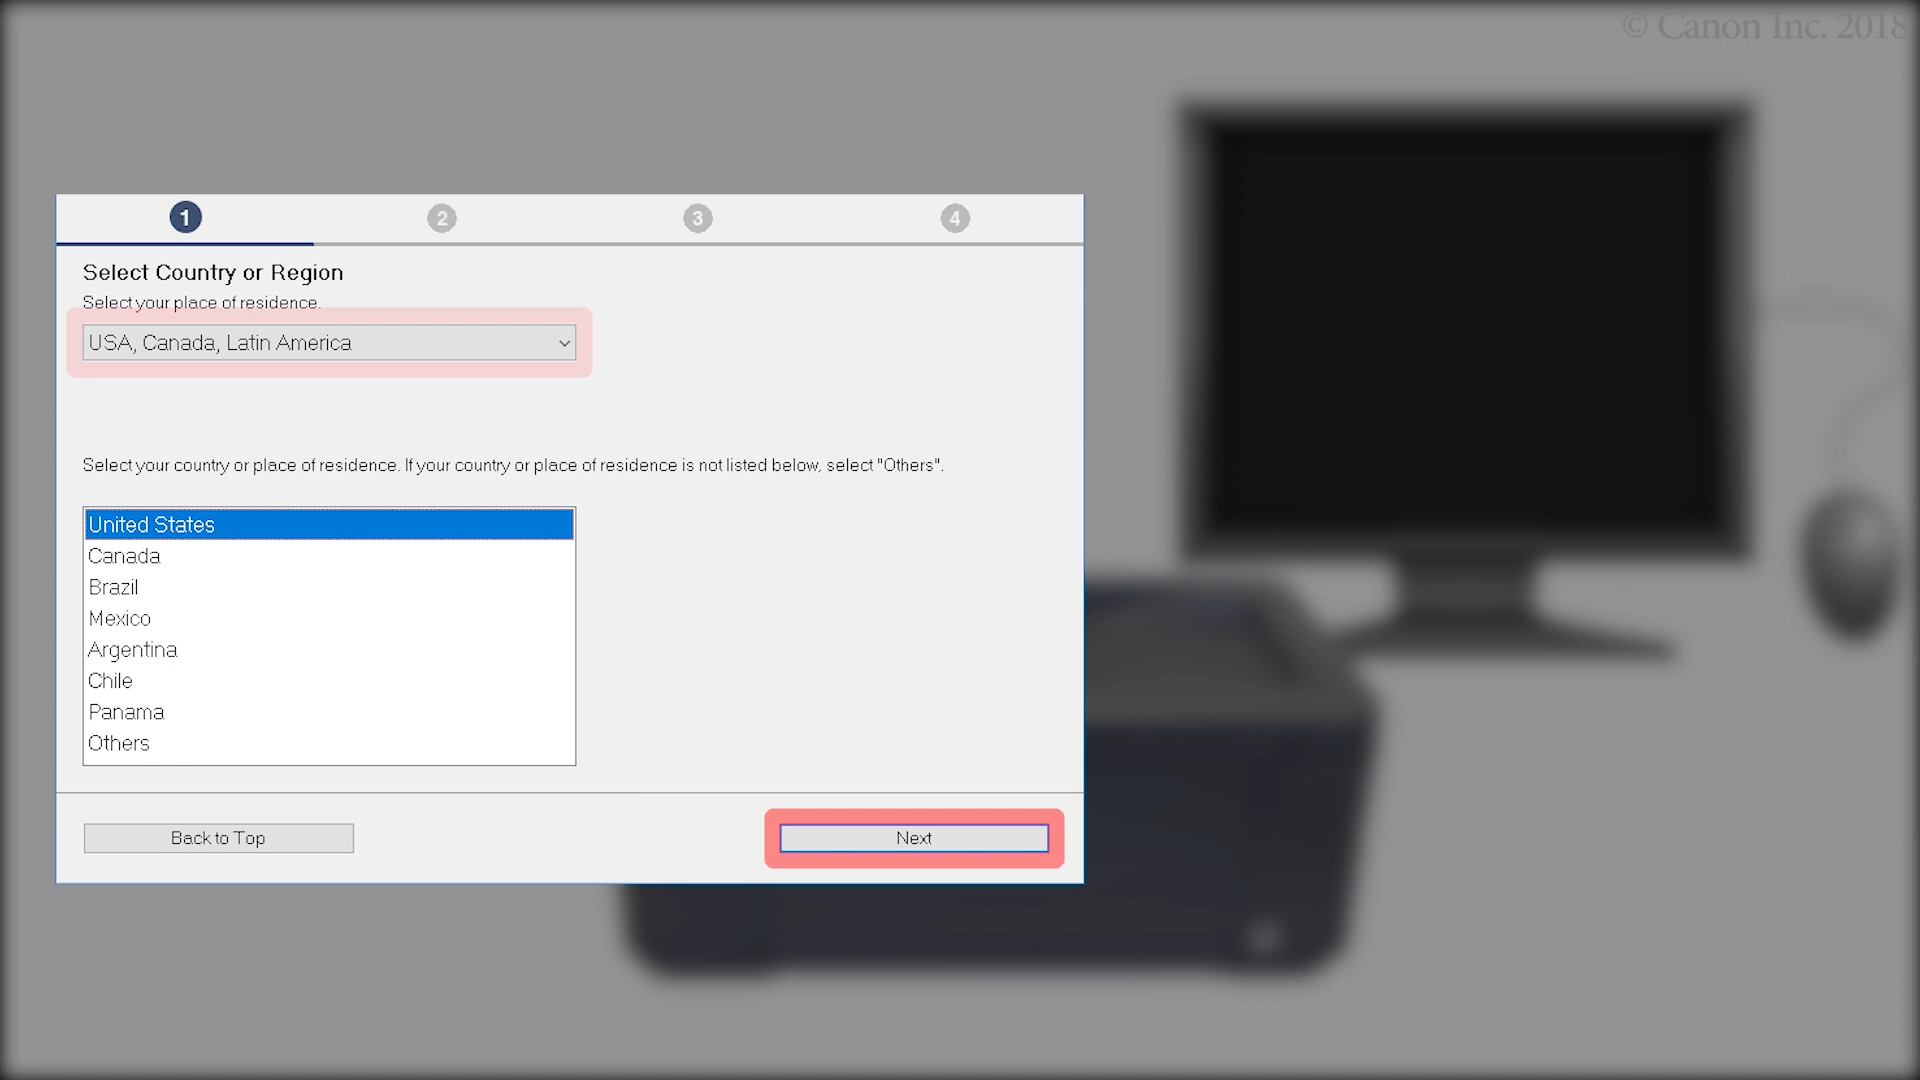 © Canon Inc. 2018
1 2 3 4
Select Country or Region
Select your place of residence.
USA, Canada, Latin America
Select your country or place of residence. If your country or place of residence is not listed below, select "Others".
United States
Canada
Brazil
Mexico
Argentina
Chile
Panama
Others
Back to Top
Next